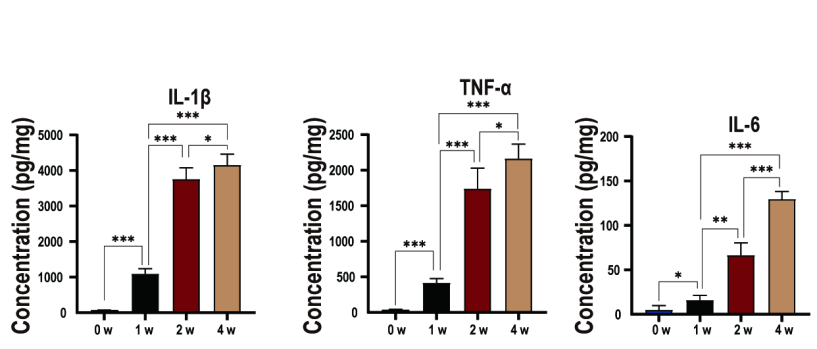 IL-1β
Concentration (pg/mg)
5000
4000
3000
2000
1000
0
***
***
***
*
0 w
1 w
2 w
4 w
TNF-α
Concentration (pg/mg)
2500
2000
1500
1000
500
0
***
***
***
*
0 w
1 w
2 w
4 w
IL-6
Concentration (pg/mg)
200
150
100
50
0
***
***
**
*
0 w
1 w
2 w
4 w